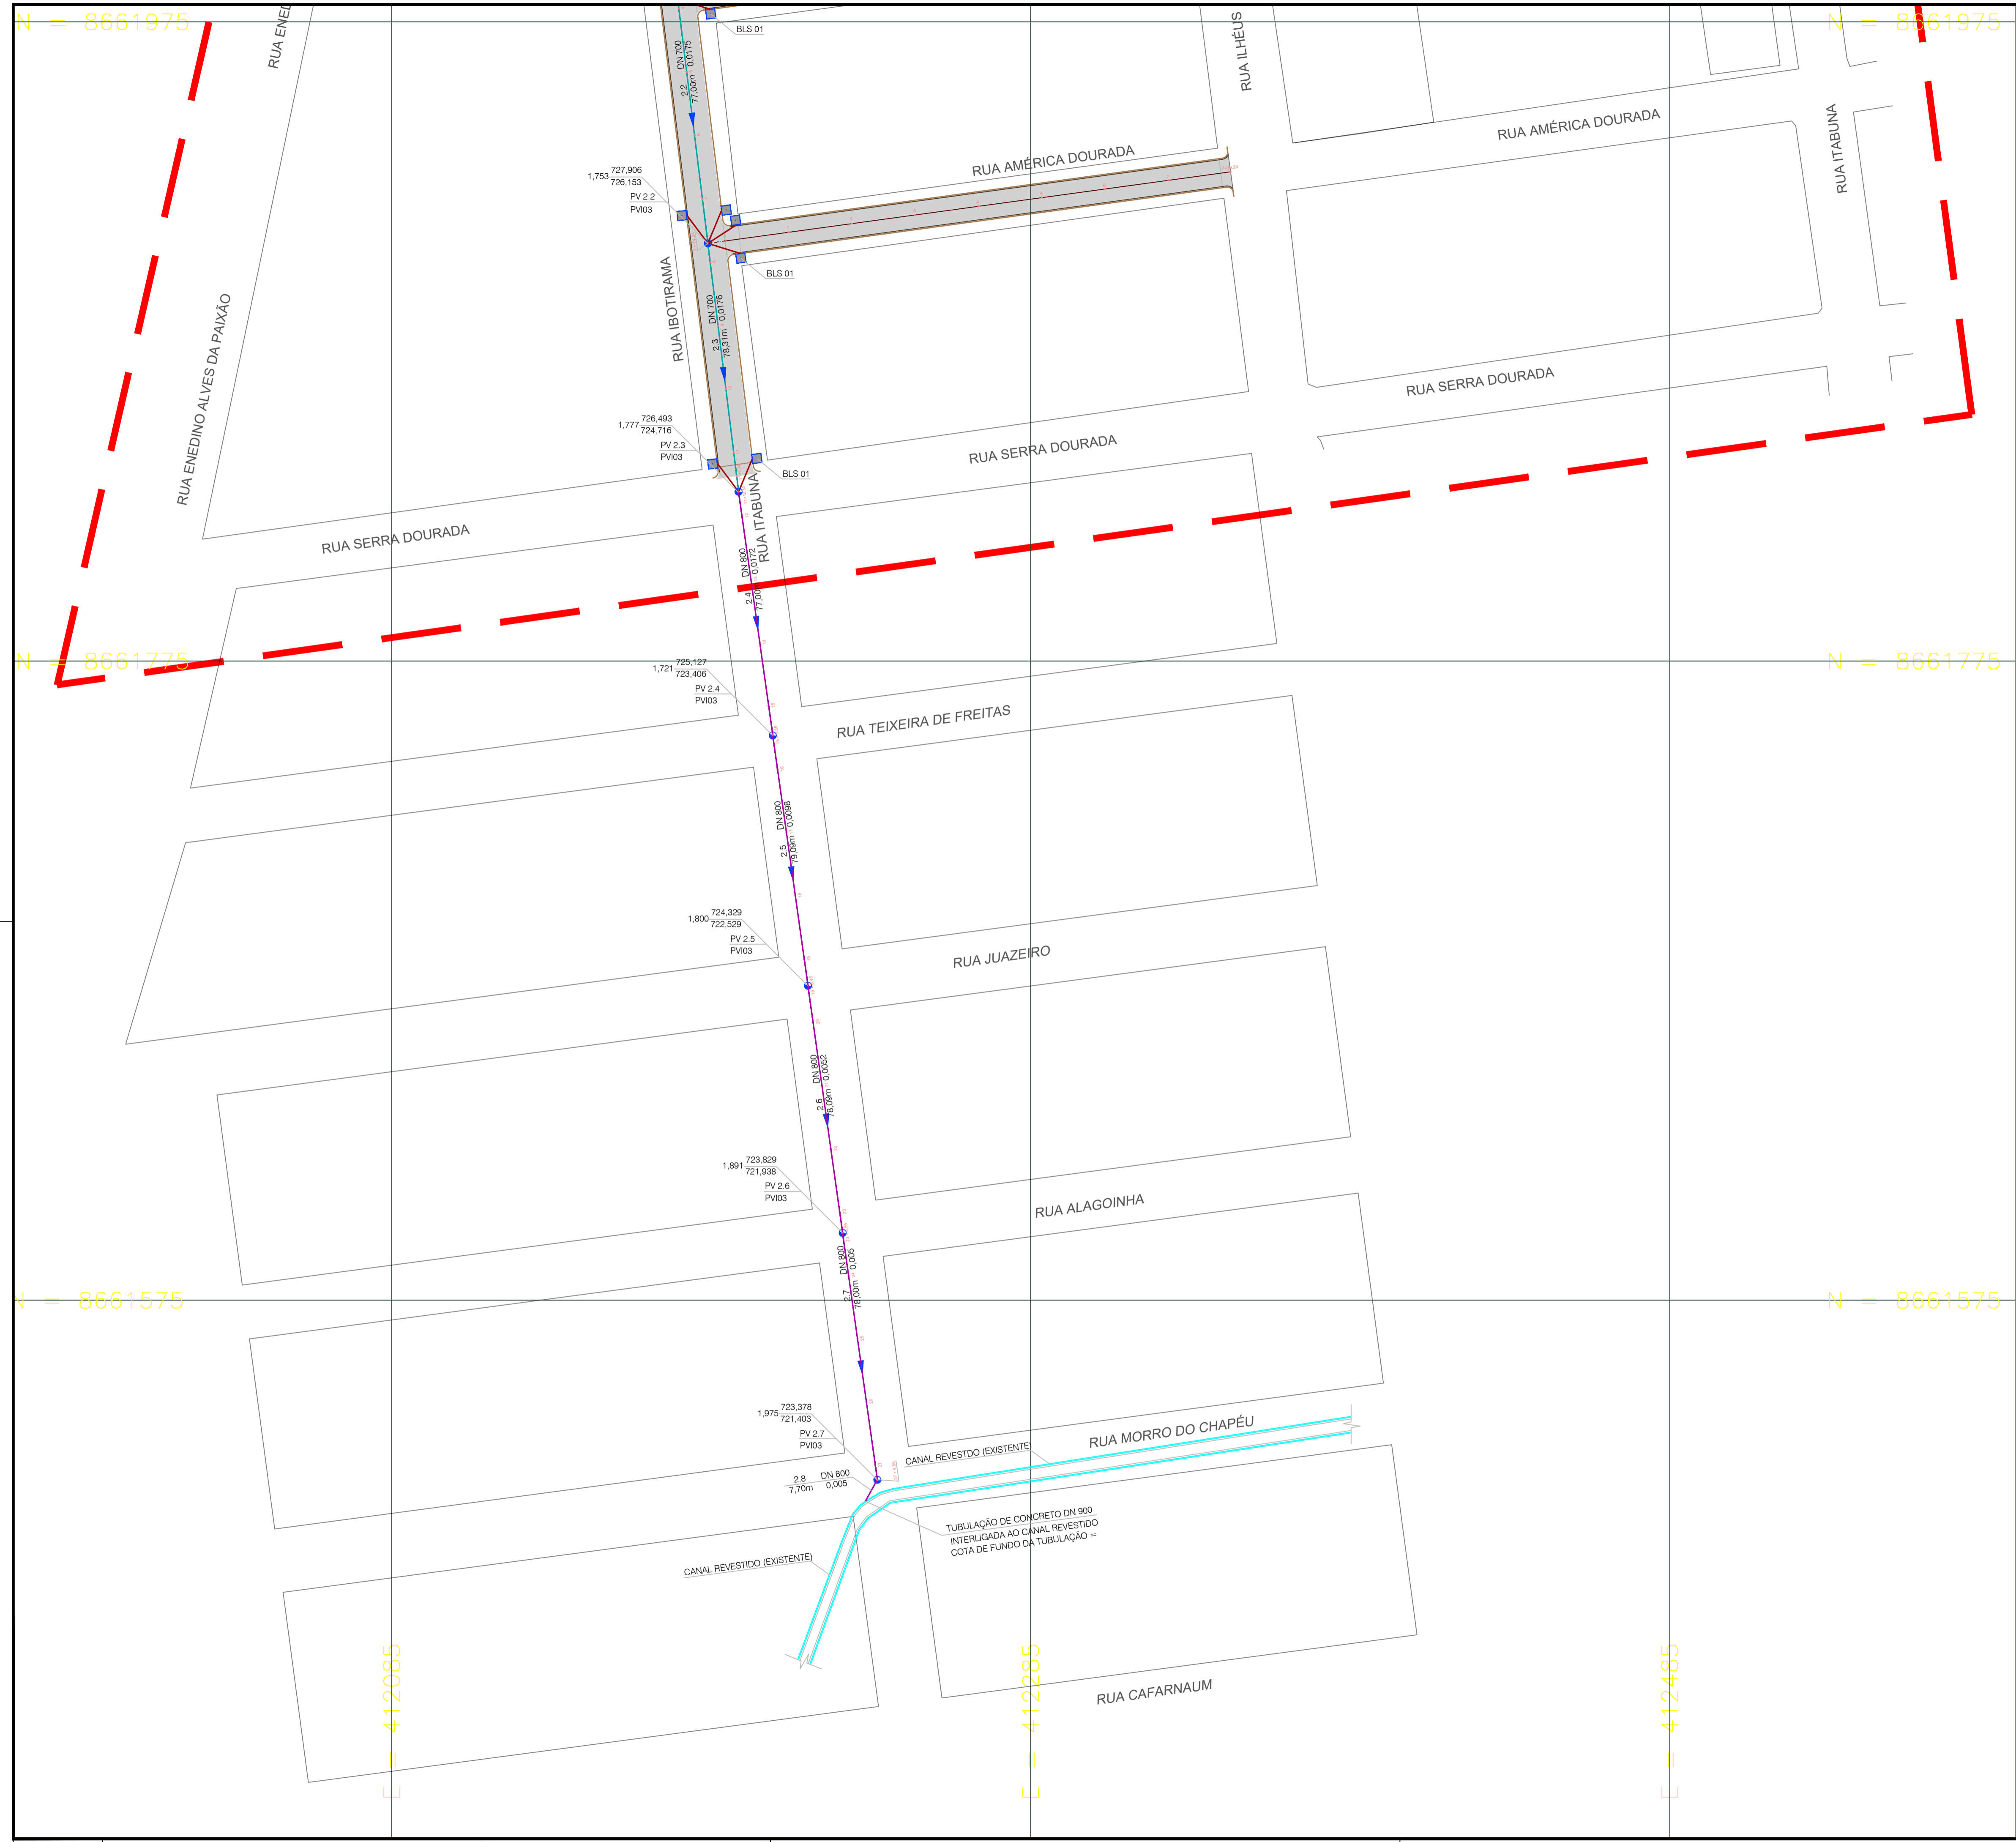 N = 8661975
N = 8661975
RUA ENED
BLS 01
RUA ILHÉUS
2.2 DN 700
77,00m 0,0175
RUA AMÉRICA DOURADA
RUA AMÉRICA DOURADA
RUA ITABUNA
727,906
1,753
726,153
PV 2.2
PVI03
BLS 01
RUA IBOTIRAMA
RUA ENEDINO ALVES DA PAIXÃO
2.3 DN 700
78,31m 0,0176
RUA SERRA DOURADA
726,493
1,777
724,716
PV 2.3
PVI03
RUA SERRA DOURADA
BLS 01
RUA ITABUNA
RUA SERRA DOURADA
2.4 DN 800
77,00m 0,0172
N = 8661775
N = 8661775
725,127
1,721
723,406
PV 2.4
PVI03
RUA TEIXEIRA DE FREITAS
2.5 DN 800
79,09m 0,0098
724,329
1,800
722,529
PV 2.5
PVI03
RUA JUAZEIRO
2.6 DN 800
78,09m 0,0052
723,829
1,891
721,938
PV 2.6
PVI03
RUA ALAGOINHA
2.7 DN 800
78,00m 0,005
N = 8661575
N = 8661575
723,378
1,975
721,403
PV 2.7
PVI03
RUA MORRO DO CHAPÉU
CANAL REVESTDO (EXISTENTE)
2.8 DN 800
7,70m 0,005
TUBULAÇÃO DE CONCRETO DN 900
INTERLIGADA AO CANAL REVESTIDO
COTA DE FUNDO DA TUBULAÇÃO =
CANAL REVESTIDO (EXISTENTE)
RUA CAFARNAUM
E = 412085
E = 412285
E = 412485